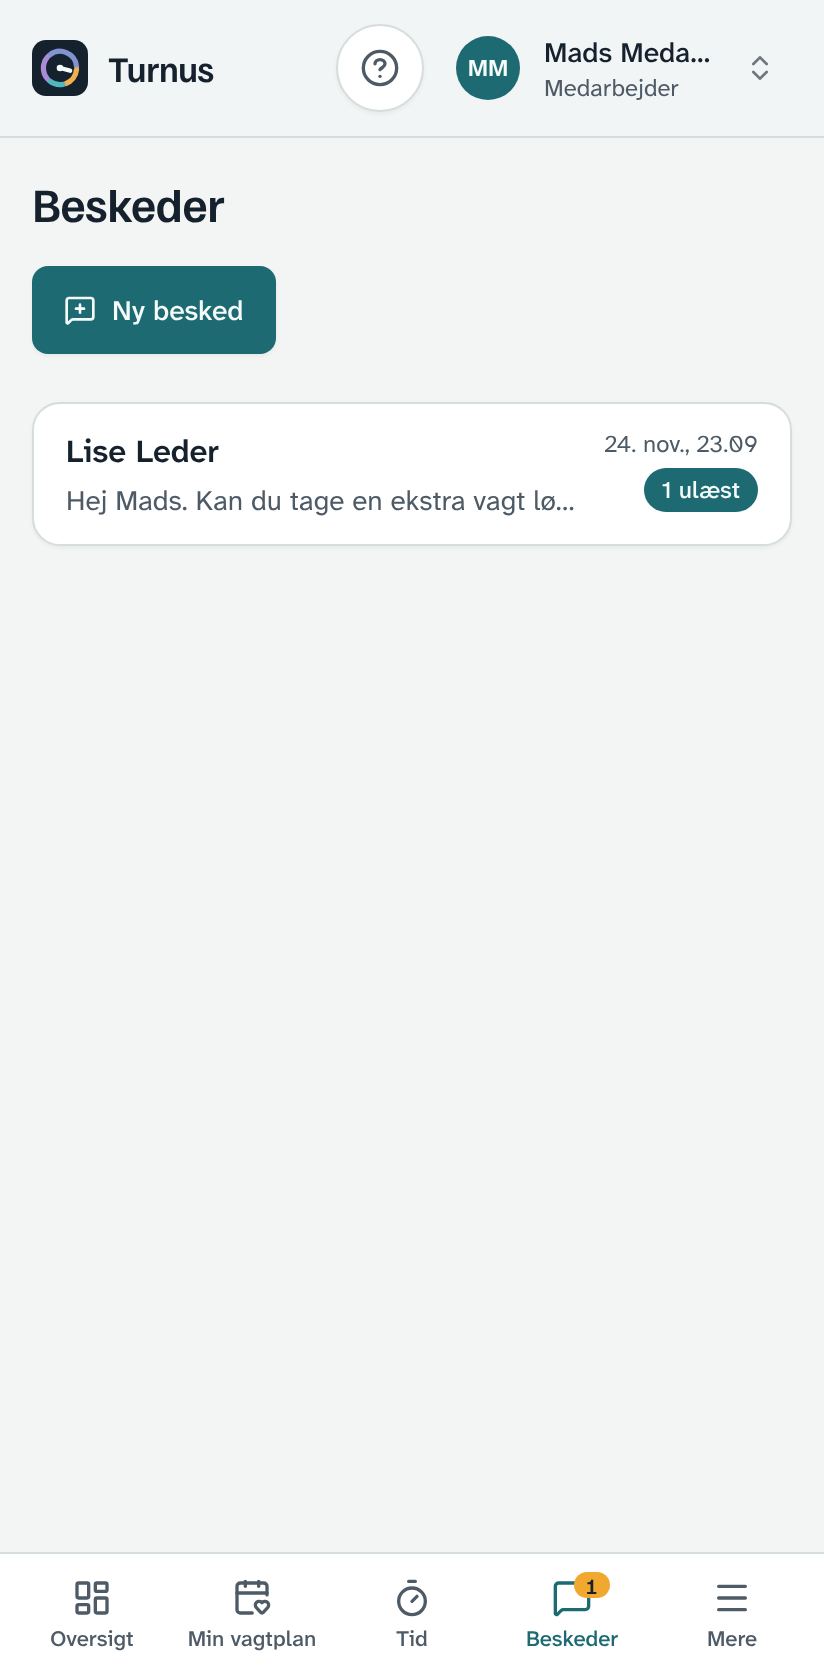 Turnus
MM
Mads Meda...
Medarbejder
Beskeder
Ny besked
Lise Leder
24. nov., 23.09
Hej Mads. Kan du tage en ekstra vagt lø...
1 ulæst
1
Oversigt
Min vagtplan
Tid
Beskeder
Mere